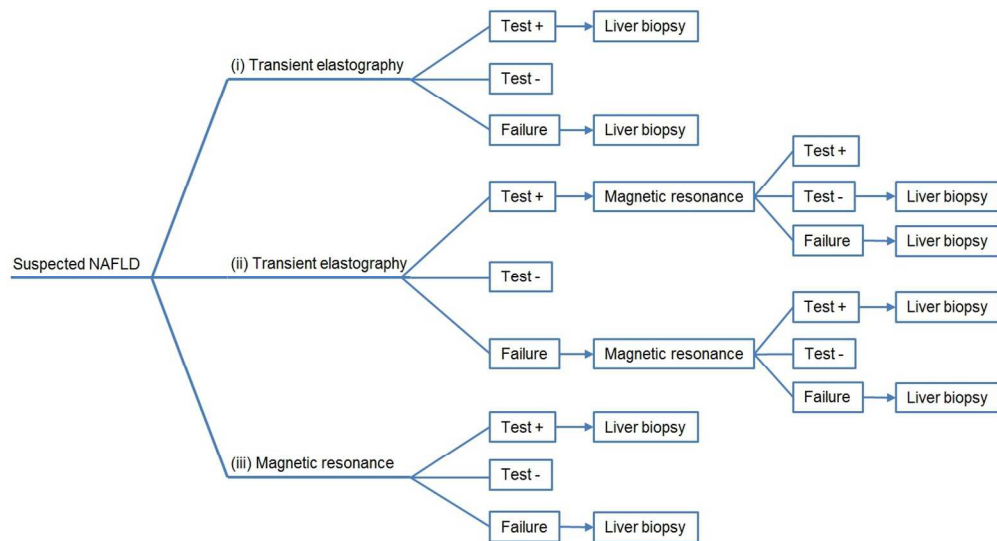 Test +
Liver biopsy
(i) Transient elastography
Test -
Failure
Liver biopsy
Test +
Test +
Magnetic resonance
Test -
Liver biopsy
Failure
Liver biopsy
Suspected NAFLD
(ii) Transient elastography
Test -
Test +
Liver biopsy
Failure
Magnetic resonance
Test -
Failure
Liver biopsy
Test +
Liver biopsy
(iii) Magnetic resonance
Test -
Failure
Liver biopsy